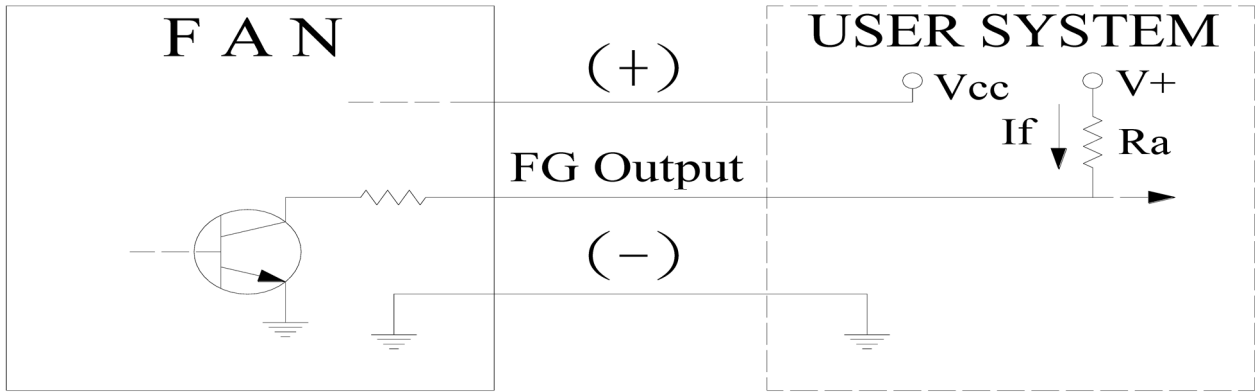 F A N
USER SYSTEM
(+)
Vcc
V+
If
Ra
FG Output
(−)